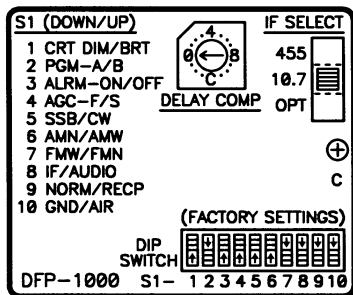 S1 (DOWN/UP)
1 CRT DIM/BRT
2 PGM-A/B
3 ALRM-ON/OFF
4 AGC-F/S
5 SSB/CW
6 AMN/AMW
7 FMW/FMN
8 IF/AUDIO
9 NORM/RECP
10 GND/AIR
4
0 8
C
DELAY COMP
IF SELECT
455
10.7
OPT
C
(FACTORY SETTINGS)
DIP
SWITCH
DFP-1000 S1- 1 2 3 4 5 6 7 8 9 10